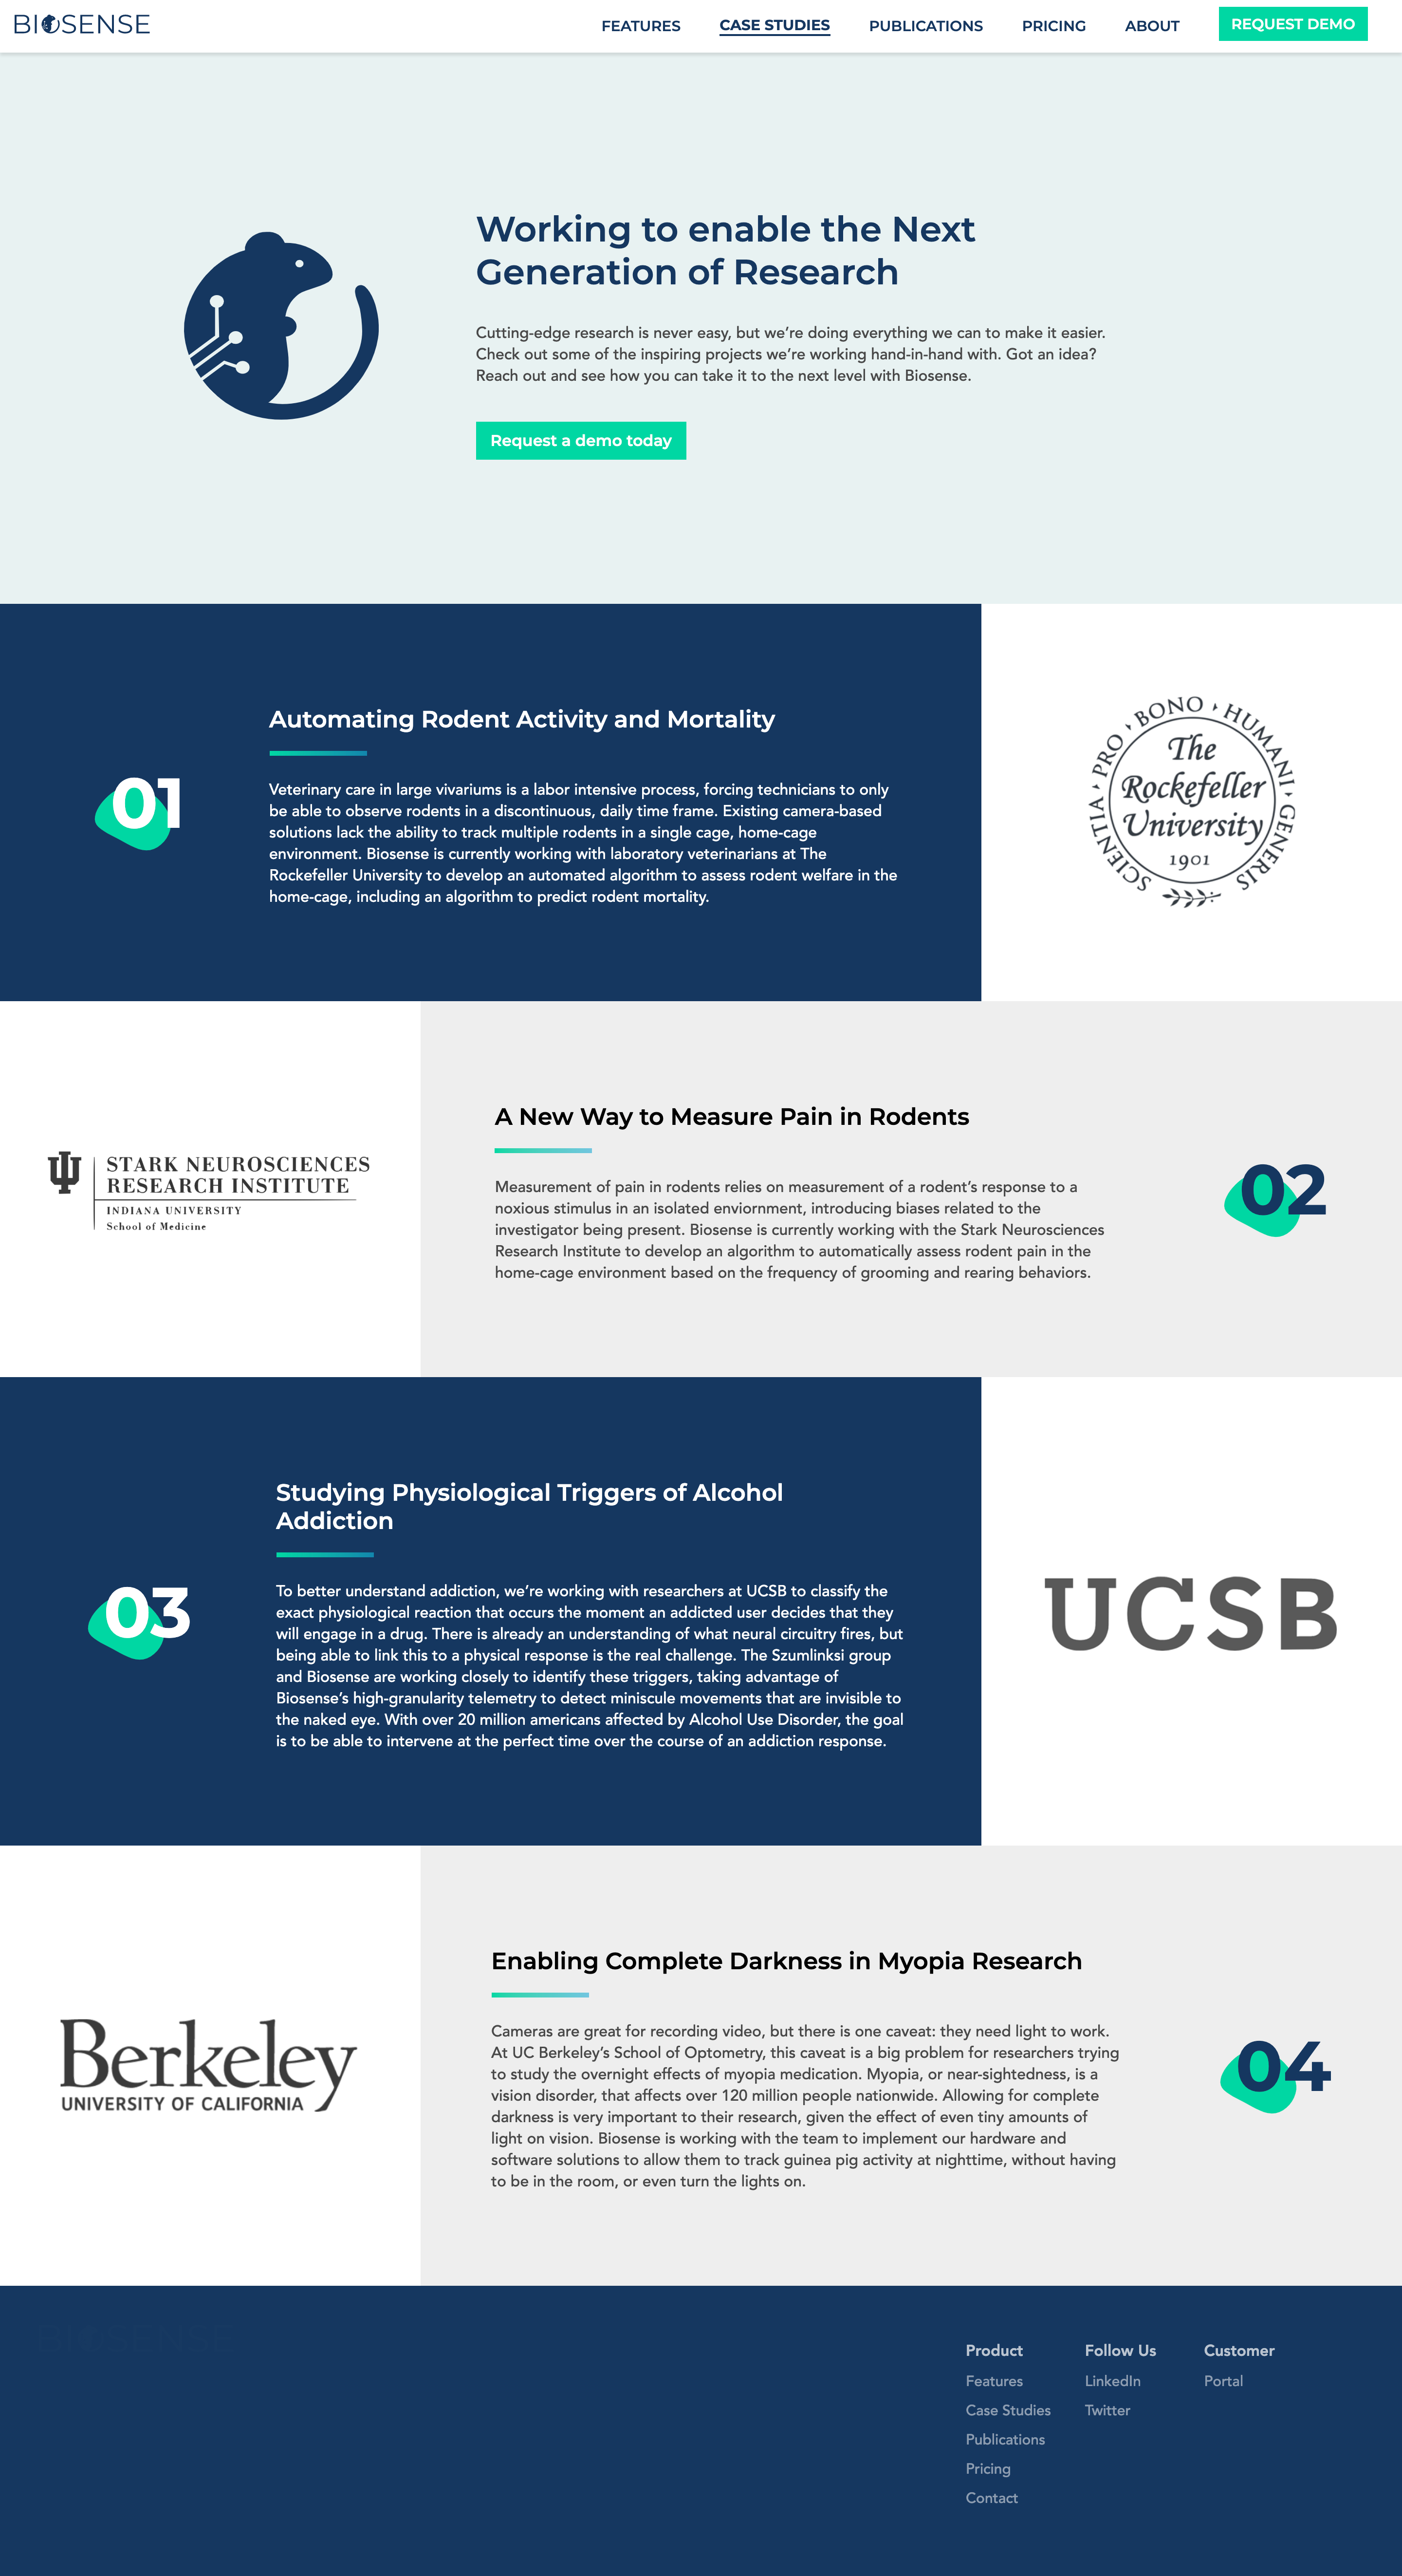 BIOSENSE
FEATURES
CASE STUDIES
PUBLICATIONS
PRICING
ABOUT
REQUEST DEMO
Working to enable the Next
Generation of Research
Cutting-edge research is never easy, but we’re doing everything we can to make it easier.
Check out some of the inspiring projects we’re working hand-in-hand with. Got an idea?
Reach out and see how you can take it to the next level with Biosense.
Request a demo today
01
Automating Rodent Activity and Mortality
Veterinary care in large vivariums is a labor intensive process, forcing technicians to only
be able to observe rodents in a discontinuous, daily time frame. Existing camera-based
solutions lack the ability to track multiple rodents in a single cage, home-cage
environment. Biosense is currently working with laboratory veterinarians at The
Rockefeller University to develop an automated algorithm to assess rodent welfare in the
home-cage, including an algorithm to predict rodent mortality.
SCIENTIA PRO BONO HUMANI GENERIS
The
Rockefeller
University
1901
STARK NEUROSCIENCES
RESEARCH INSTITUTE
INDIANA UNIVERSITY
School of Medicine
A New Way to Measure Pain in Rodents
Measurement of pain in rodents relies on measurement of a rodent’s response to a
noxious stimulus in an isolated enviornment, introducing biases related to the
investigator being present. Biosense is currently working with the Stark Neurosciences
Research Institute to develop an algorithm to automatically assess rodent pain in the
home-cage environment based on the frequency of grooming and rearing behaviors.
02
03
Studying Physiological Triggers of Alcohol
Addiction
To better understand addiction, we’re working with researchers at UCSB to classify the
exact physiological reaction that occurs the moment an addicted user decides that they
will engage in a drug. There is already an understanding of what neural circuitry fires, but
being able to link this to a physical response is the real challenge. The Szumlinksi group
and Biosense are working closely to identify these triggers, taking advantage of
Biosense’s high-granularity telemetry to detect miniscule movements that are invisible to
the naked eye. With over 20 million americans affected by Alcohol Use Disorder, the goal
is to be able to intervene at the perfect time over the course of an addiction response.
UCSB
Berkeley
UNIVERSITY OF CALIFORNIA
Enabling Complete Darkness in Myopia Research
Cameras are great for recording video, but there is one caveat: they need light to work.
At UC Berkeley’s School of Optometry, this caveat is a big problem for researchers trying
to study the overnight effects of myopia medication. Myopia, or near-sightedness, is a
vision disorder, that affects over 120 million people nationwide. Allowing for complete
darkness is very important to their research, given the effect of even tiny amounts of
light on vision. Biosense is working with the team to implement our hardware and
software solutions to allow them to track guinea pig activity at nighttime, without having
to be in the room, or even turn the lights on.
04
Product
Features
Case Studies
Publications
Pricing
Contact
Follow Us
LinkedIn
Twitter
Customer
Portal